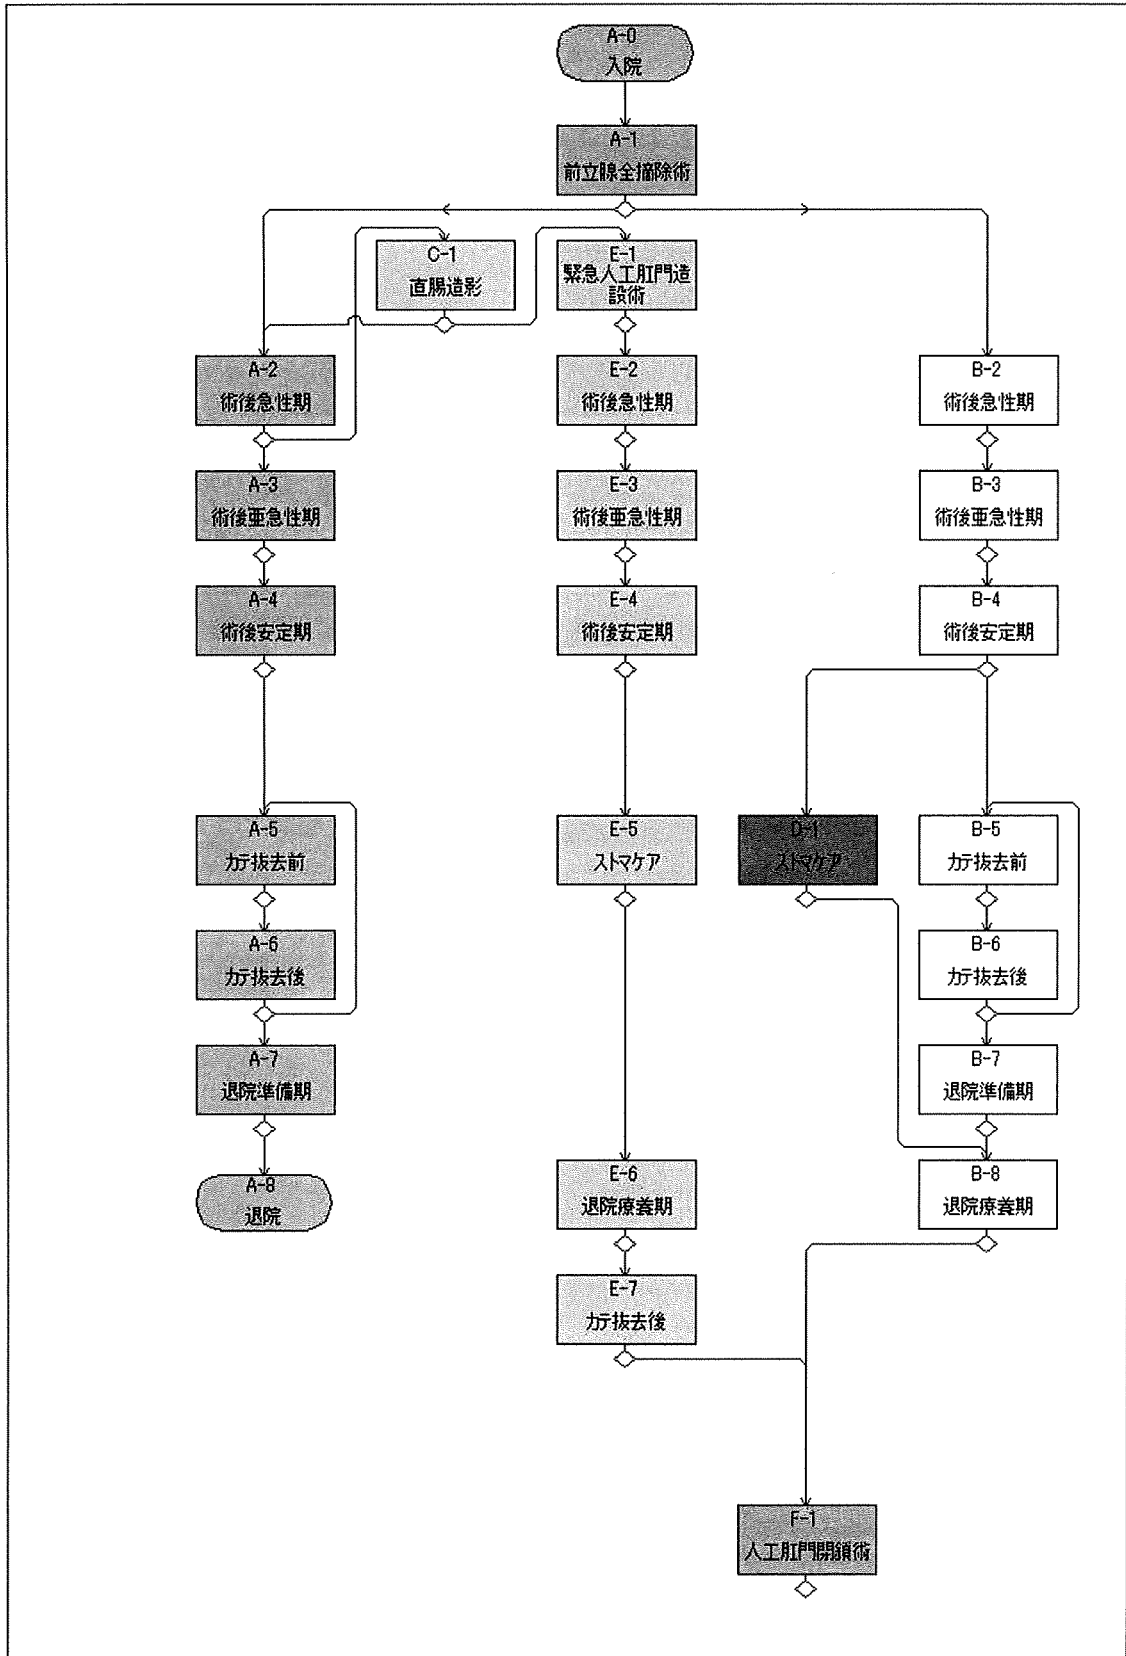 A-0
入院
A-1
前立腺全摘除術
C-1
直腸造影
E-1
緊急人工肛門造
設術
A-2
術後急性期
E-2
術後急性期
B-2
術後急性期
A-3
術後亜急性期
E-3
術後亜急性期
B-3
術後亜急性期
A-4
術後安定期
E-4
術後安定期
B-4
術後安定期
A-5
カテ抜去前
E-5
ストマケア
D-1
ストマケア
B-5
カテ抜去前
A-6
カテ抜去後
B-6
カテ抜去後
A-7
退院準備期
B-7
退院準備期
A-8
退院
E-6
退院療養期
B-8
退院療養期
E-7
カテ抜去後
F-1
人工肛門閉鎖術